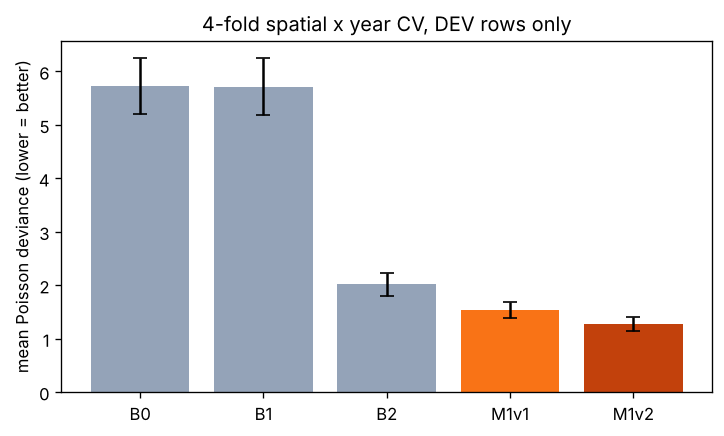 4-fold spatial x year CV, DEV rows only
mean Poisson deviance (lower = better)
6
5
4
3
2
1
0
B0 B1 B2 M1v1 M1v2